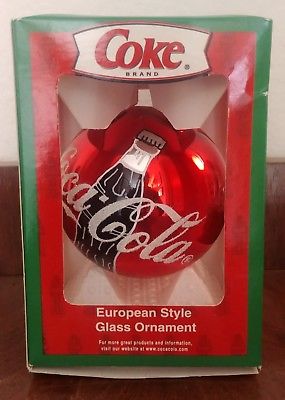 Coke
BRAND ®
Coca-Cola®
European Style
Glass Ornament
For more great products and information,
visit our website at www.cocacola.com